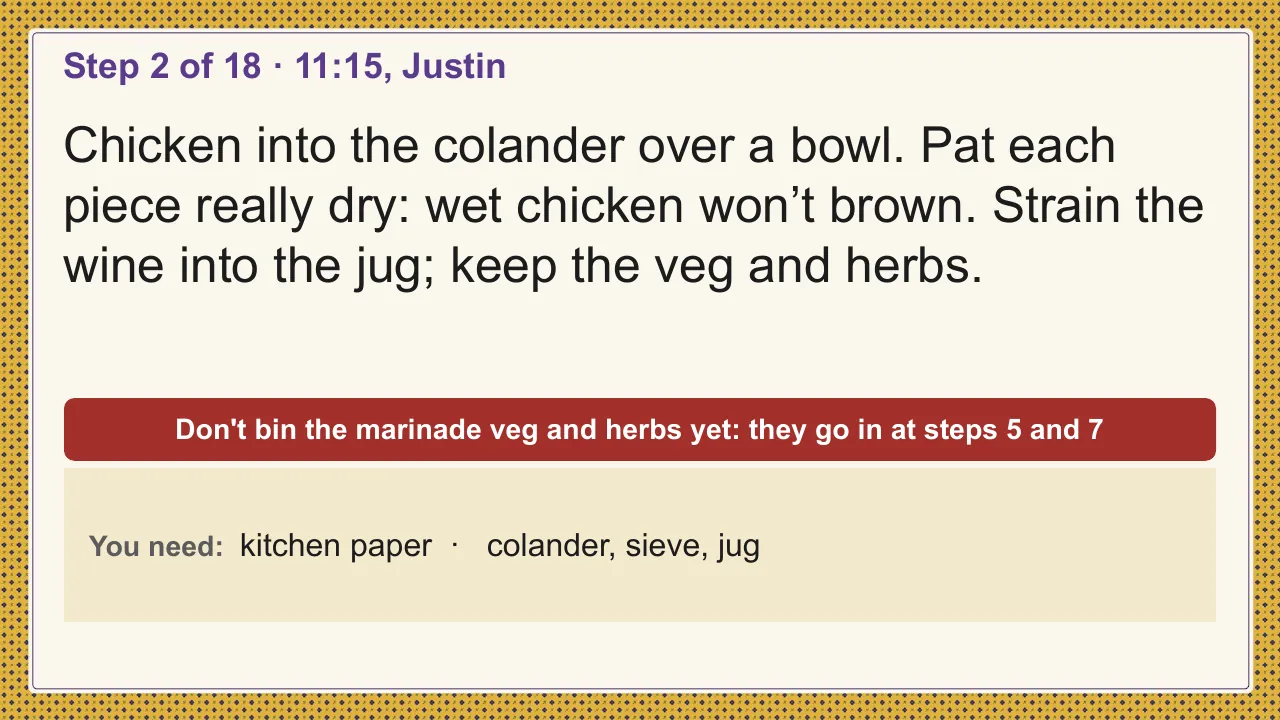 Step 2 of 18 · 11:15, Justin
Chicken into the colander over a bowl. Pat each
piece really dry: wet chicken won’t brown. Strain the
wine into the jug; keep the veg and herbs.
Don't bin the marinade veg and herbs yet: they go in at steps 5 and 7
You need: kitchen paper · colander, sieve, jug